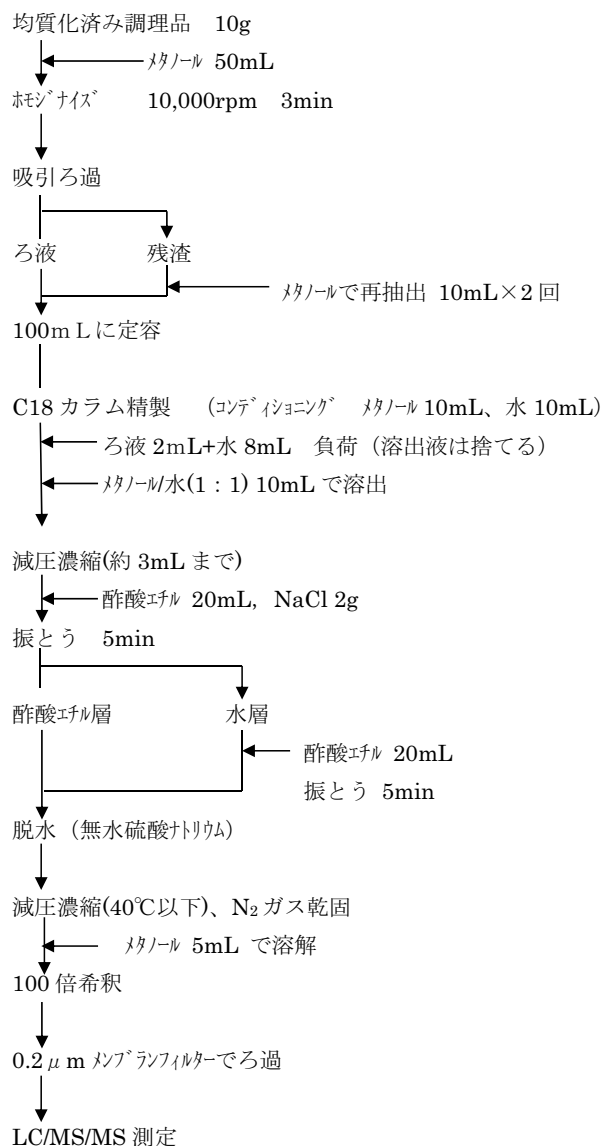 均質化済み調理品　10g
ﾒﾀﾉｰﾙ 50mL
ﾎﾓｼﾞﾅｲｽﾞ　　10,000rpm　3min
吸引ろ過
ろ液　　　残渣
ﾒﾀﾉｰﾙで再抽出 10mL×2 回
100ｍＬに定容
C18 カラム精製　（ｺﾝﾃﾞｨｼｮﾆﾝｸﾞ　ﾒﾀﾉｰﾙ 10mL、水 10mL)
ろ液 2ｍL+水 8mL　負荷（溶出液は捨てる）
ﾒﾀﾉｰﾙ/水(1：1) 10mL で溶出
減圧濃縮(約 3mL まで)
酢酸ｴﾁﾙ 20mL，NaCl 2g
振とう　5min
酢酸ｴﾁﾙ層　　　水層
酢酸ｴﾁﾙ 20mL
振とう 5min
脱水（無水硫酸ﾅﾄﾘｳﾑ）
減圧濃縮(40℃以下)、N₂ ガス乾固
ﾒﾀﾉｰﾙ 5mL で溶解
100 倍希釈
0.2μｍ ﾒﾝﾌﾞﾗﾝﾌｨﾙﾀｰでろ過
LC/MS/MS 測定